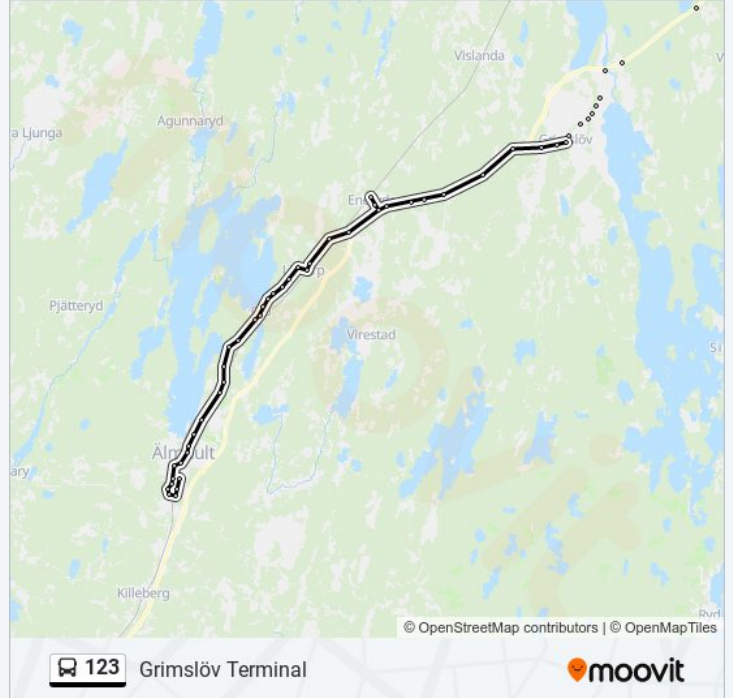 Vislanda
Agunnaryd
a Ljunga
Pjätteryd
Virestad
Killeberg
© OpenStreetMap contributors | © OpenMapTiles
123 Grimslöv Terminal
moovit